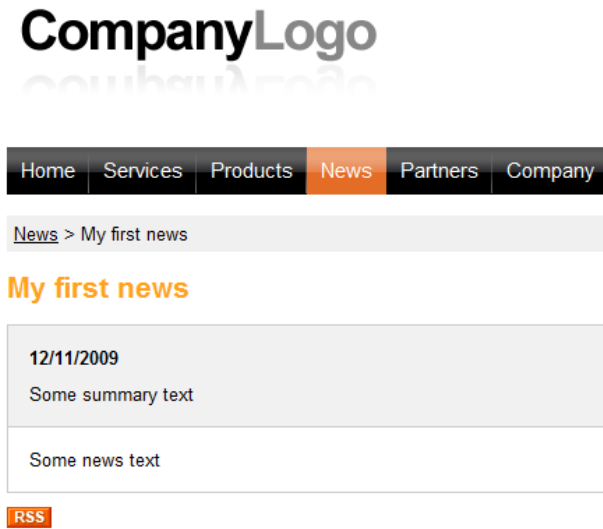 CompanyLogo
Home Services Products News Partners Company
News > My first news
My first news
12/11/2009
Some summary text
Some news text
RSS